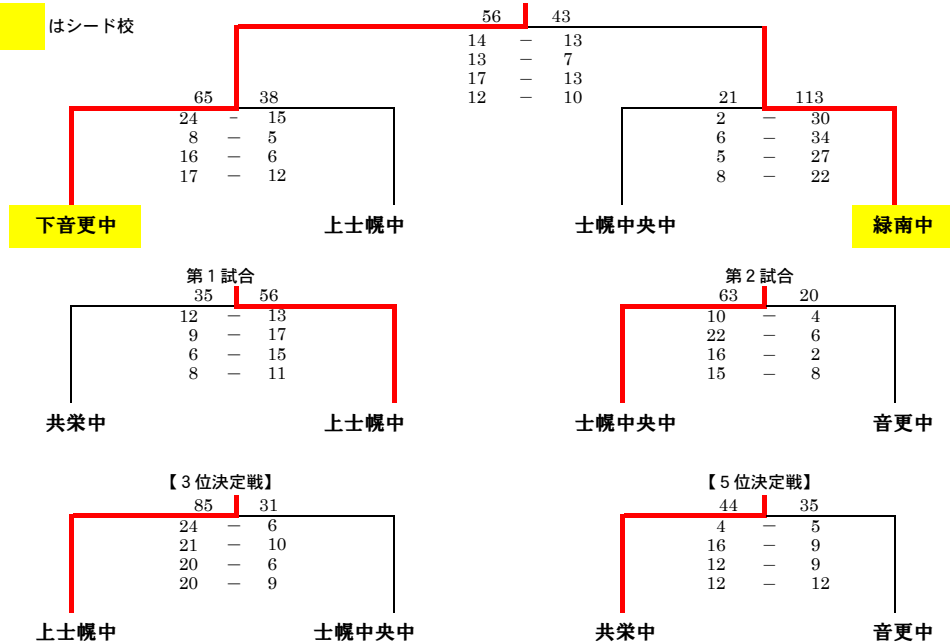 はシード校
56 43
14 － 13
13 － 7
17 － 13
12 － 10
65 38
24 - 15
8 － 5
16 － 6
17 － 12
21 113
2 － 30
6 － 34
5 － 27
8 － 22
下音更中 上士幌中 士幌中央中 緑南中
第１試合
35 56
12 － 13
9 － 17
6 － 15
8 － 11
共栄中 上士幌中
第２試合
63 20
10 － 4
22 － 6
16 － 2
15 － 8
士幌中央中 音更中
【３位決定戦】
85 31
24 － 6
21 － 10
20 － 6
20 － 9
上士幌中 士幌中央中
【５位決定戦】
44 35
4 － 5
16 － 9
12 － 9
12 － 12
共栄中 音更中